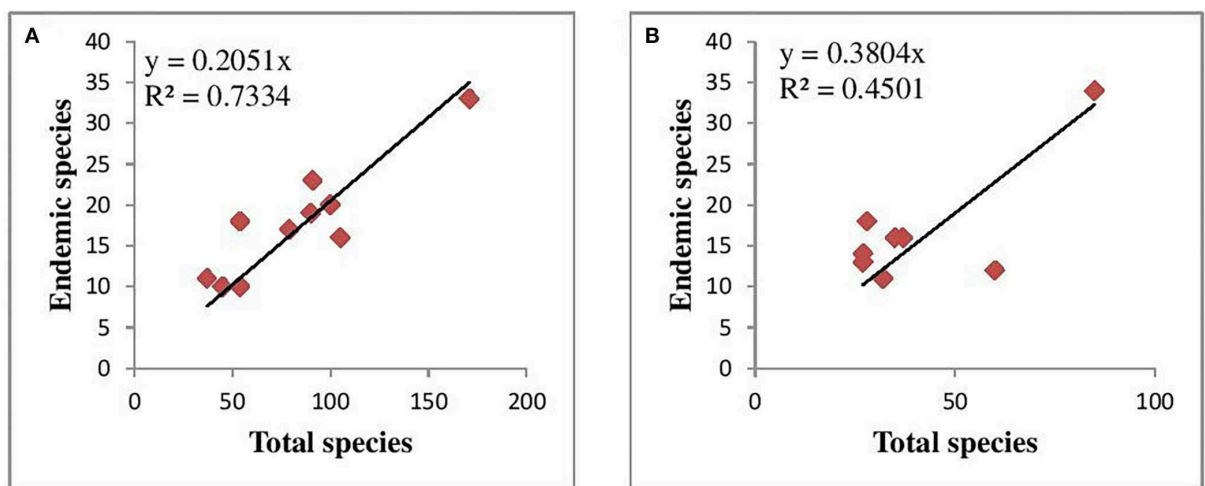 A
y = 0.2051x
R² = 0.7334
40
35
30
25
20
15
10
5
0
Endemic species
0 50 100 150 200
Total species
B
y = 0.3804x
R² = 0.4501
40
35
30
25
20
15
10
5
0
Endemic species
0 50 100
Total species